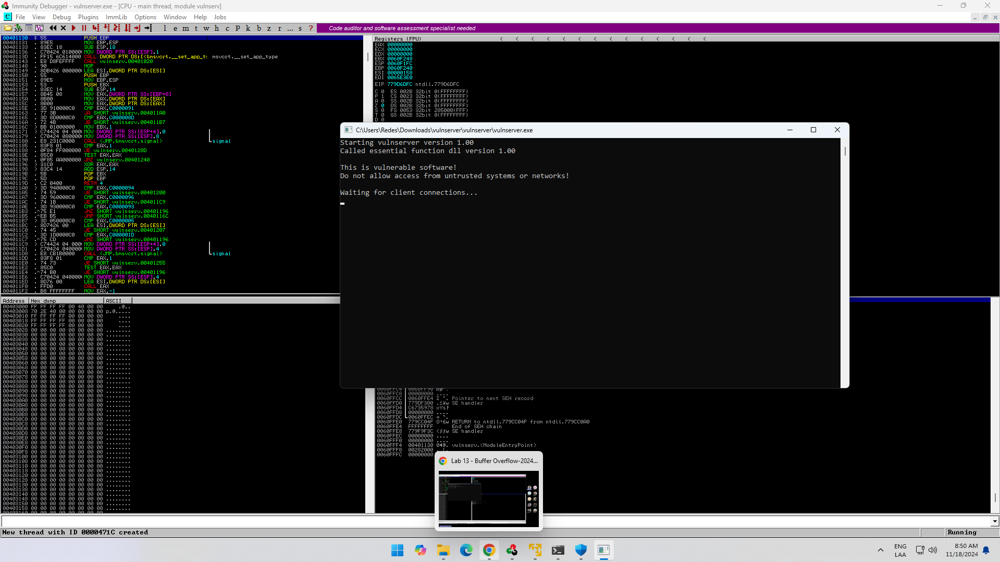 Immunity Debugger - vulnserver.exe - [CPU - main thread, module vulnserv]
File View Debug Plugins ImmLib Options Window Help Jobs
l e m t w h c P k b z r ... s ?
Code auditor and software assessment specialist needed
00401130 $ 55 PUSH EBP
00401131 . 89E5 MOV EBP,ESP
00401133 . 83EC 18 SUB ESP,18
00401136 . C70424 010000 MOV DWORD PTR SS:[ESP],1
0040113D . FF15 6C614000 CALL DWORD PTR DS:[<&msvcrt.__set_app_ty msvcrt.__set_app_type
00401143 . E8 D8FEFFFF CALL vulnserv.00401020
00401148 . 90 NOP
00401149 . 8DB426 000000 LEA ESI,DWORD PTR DS:[ESI]
00401150 . 55 PUSH EBP
00401151 . 89E5 MOV EBP,ESP
00401153 . 53 PUSH EBX
00401154 . 83EC 14 SUB ESP,14
00401157 . 8B45 08 MOV EAX,DWORD PTR SS:[EBP+8]
0040115A . 8B00 MOV EAX,DWORD PTR DS:[EAX]
0040115C . 8B00 MOV EAX,DWORD PTR DS:[EAX]
0040115E . 3D 910000C0 CMP EAX,C0000091
00401163 . 77 3B JA SHORT vulnserv.004011A0
00401165 . 3D 8D0000C0 CMP EAX,C000008D
0040116A . 72 4B JB SHORT vulnserv.004011B7
0040116C > BB 01000000 MOV EBX,1
00401171 > C74424 04 000 MOV DWORD PTR SS:[ESP+4],0
00401179 . C70424 080000 MOV DWORD PTR SS:[ESP],8
00401180 . E8 231C0000 CALL <JMP.&msvcrt.signal> signal
00401185 . 83F8 01 CMP EAX,1
00401188 . 0F84 FF000000 JE vulnserv.0040128D
0040118E . 85C0 TEST EAX,EAX
00401190 . 0F85 AA000000 JNZ vulnserv.00401240
00401196 > 31C0 XOR EAX,EAX
00401198 > 83C4 14 ADD ESP,14
0040119B . 5B POP EBX
0040119C . 5D POP EBP
0040119D . C2 0400 RETN 4
004011A0 > 3D 940000C0 CMP EAX,C0000094
004011A5 . 74 59 JE SHORT vulnserv.00401200
004011A7 . 3D 960000C0 CMP EAX,C0000096
004011AC . 74 1B JE SHORT vulnserv.004011C9
004011AE . 3D 930000C0 CMP EAX,C0000093
004011B3 .^75 E1 JNZ SHORT vulnserv.00401196
004011B5 .^EB B5 JMP SHORT vulnserv.0040116C
004011B7 > 3D 050000C0 CMP EAX,C0000005
004011BC . 8D7426 00 LEA ESI,DWORD PTR DS:[ESI]
004011C0 . 74 45 JE SHORT vulnserv.00401207
004011C2 . 3D 1D0000C0 CMP EAX,C000001D
004011C7 .^75 CD JNZ SHORT vulnserv.00401196
004011C9 > C74424 04 000 MOV DWORD PTR SS:[ESP+4],0
004011D1 . C70424 040000 MOV DWORD PTR SS:[ESP],4
004011D8 . E8 CB1B0000 CALL <JMP.&msvcrt.signal> signal
004011DD . 83F8 01 CMP EAX,1
004011E0 . 74 73 JE SHORT vulnserv.00401255
004011E2 . 85C0 TEST EAX,EAX
004011E4 .^74 B0 JE SHORT vulnserv.00401196
004011E6 . C70424 040000 MOV DWORD PTR SS:[ESP],4
004011ED . 8D76 00 LEA ESI,DWORD PTR DS:[ESI]
004011F0 . FFD0 CALL EAX
004011F2 . B8 FFFFFFFF MOV EAX,-1
Registers (FPU) < < < < < < < < < < < < < <
EAX 00000000
ECX 00000000
EDX 00000000
EBX 0060F248
ESP 0060F1FC
EBP 0060F240
ESI 00000158
EDI 0065E3E0
EIP 779D6DFC ntdll.779D6DFC
C 0 ES 002B 32bit 0(FFFFFFFF)
P 1 CS 0023 32bit 0(FFFFFFFF)
A 0 SS 002B 32bit 0(FFFFFFFF)
Z 0 DS 002B 32bit 0(FFFFFFFF)
S 0 FS 0053 32bit 285000(FFF)
T 0 GS 002B 32bit 0(FFFFFFFF)
D 0
C:\Users\Redes\Downloads\vulnserver\vulnserver\vulnserver.exe
Starting vulnserver version 1.00
Called essential function dll version 1.00
This is vulnerable software!
Do not allow access from untrusted systems or networks!
Waiting for client connections...
Address Hex dump ASCII
00403000 FF FF FF FF 00 40 00 00 .@..
00403008 70 2E 40 00 00 00 00 00 p.@.....
00403010 FF FF FF FF 00 00 00 00 ....
00403018 FF FF FF FF 00 00 00 00 ....
00403020 FF FF FF FF 00 00 00 00 ....
00403028 00 00 00 00 00 00 00 00 ........
00403030 00 00 00 00 00 00 00 00 ........
00403038 00 00 00 00 00 00 00 00 ........
00403040 00 00 00 00 00 00 00 00 ........
00403048 00 00 00 00 00 00 00 00 ........
00403050 00 00 00 00 00 00 00 00 ........
00403058 00 00 00 00 00 00 00 00 ........
00403060 00 00 00 00 00 00 00 00 ........
00403068 00 00 00 00 00 00 00 00 ........
00403070 00 00 00 00 00 00 00 00 ........
00403078 00 00 00 00 00 00 00 00 ........
00403080 00 00 00 00 00 00 00 00 ........
00403088 00 00 00 00 00 00 00 00 ........
00403090 00 00 00 00 00 00 00 00 ........
00403098 00 00 00 00 00 00 00 00 ........
004030A0 00 00 00 00 00 00 00 00 ........
004030A8 00 00 00 00 00 00 00 00 ........
004030B0 00 00 00 00 00 00 00 00 ........
004030B8 00 00 00 00 00 00 00 00 ........
004030C0 00 00 00 00 00 00 00 00 ........
004030C8 00 00 00 00 00 00 00 00 ........
004030D0 00 00 00 00 00 00 00 00 ........
004030D8 00 00 00 00 00 00 00 00 ........
004030E0 00 00 00 00 00 00 00 00 ........
004030E8 00 00 00 00 00 00 00 00 ........
004030F0 00 00 00 00 00 00 00 00 ........
004030F8 00 00 00 00 00 00 00 00 ........
00403100 00 00 00 00 00 00 00 00 ........
00403108 00 00 00 00 00 00 00 00 ........
00403110 00 00 00 00 00 00 00 00 ........
00403118 00 00 00 00 00 00 00 00 ........
00403120 00 00 00 00 00 00 00 00 ........
00403128 00 00 00 00 00 00 00 00 ........
00403130 00 00 00 00 00 00 00 00 ........
00403138 00 00 00 00 00 00 00 00 ........
00403140 00 00 00 00 00 00 00 00 ........
00403148 00 00 00 00 00 00 00 00 ........
00403150 00 00 00 00 00 00 00 00 ........
00403158 00 00 00 00 00 00 00 00 ........
0060FFC4 0060FF90
0060FFC8 00000000 ....
0060FFCC 0060FFE4 Pointer to next SEH record
0060FFD0 779DF300 SE handler
0060FFD4 C6735978
0060FFD8 00000000 ....
0060FFDC 0060FFEC
0060FFE0 779CC04F RETURN to ntdll.779CC04F from ntdll.779CC0A0
0060FFE4 FFFFFFFF End of SEH chain
0060FFE8 779F9F3C SE handler
0060FFEC 00000000 ....
0060FFF0 00000000 ....
0060FFF4 00401130 vulnserv.<ModuleEntryPoint>
0060FFF8 00282000
0060FFFC 00000000
Lab 13 - Buffer Overflow-2024...
New thread with ID 0000471C created
Running
ENG
LAA
8:50 AM
11/18/2024